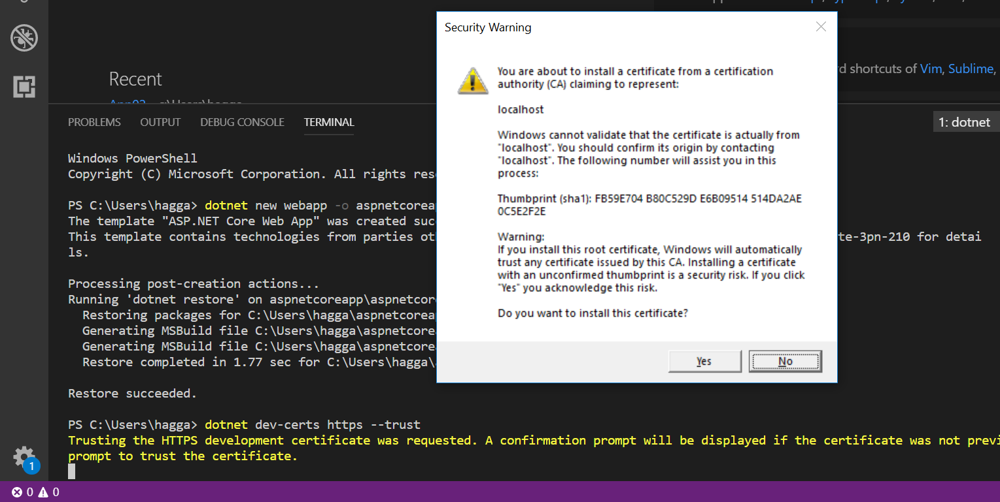 Recent
rd shortcuts of Vim, Sublime,
PROBLEMS OUTPUT DEBUG CONSOLE TERMINAL
1: dotnet
Windows PowerShell
Copyright (C) Microsoft Corporation. All rights res
PS C:\Users\hagga> dotnet new webapp -o aspnetcoreap
The template "ASP.NET Core Web App" was created suc
This template contains technologies from parties oth
te-3pn-210 for detai
ls.
Processing post-creation actions...
Running 'dotnet restore' on aspnetcoreapp\aspnetcor
Restoring packages for C:\Users\hagga\aspnetcoreap
Generating MSBuild file C:\Users\hagga\aspnetcorea
Generating MSBuild file C:\Users\hagga\aspnetcorea
Restore completed in 1.77 sec for C:\Users\hagga\
Restore succeeded.
PS C:\Users\hagga> dotnet dev-certs https --trust
Trusting the HTTPS development certificate was requested. A confirmation prompt will be displayed if the certificate was not previ
prompt to trust the certificate.
Security Warning
You are about to install a certificate from a certification
authority (CA) claiming to represent:
localhost
Windows cannot validate that the certificate is actually from
"localhost". You should confirm its origin by contacting
"localhost". The following number will assist you in this
process:
Thumbprint (sha1): FB59E704 B80C529D E6B09514 514DA2AE
0C5E2F2E
Warning:
If you install this root certificate, Windows will automatically
trust any certificate issued by this CA. Installing a certificate
with an unconfirmed thumbprint is a security risk. If you click
"Yes" you acknowledge this risk.
Do you want to install this certificate?
Yes No
1
0 0